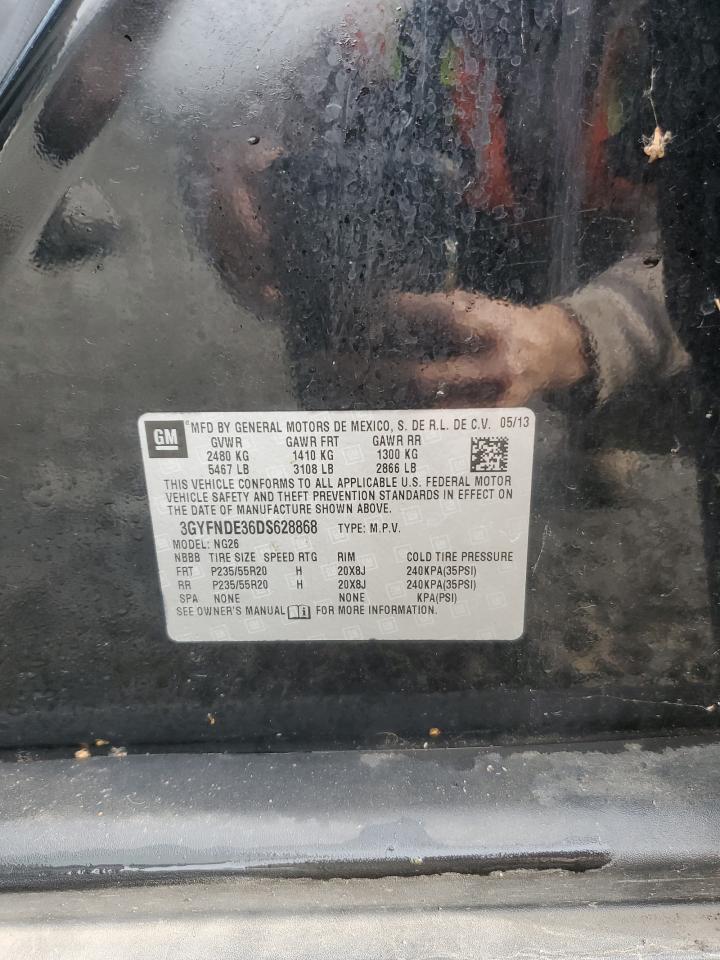 GM © MFD BY GENERAL MOTORS DE MEXICO, S. DE R.L. DE C.V. 05/13
GVWR GAWR FRT GAWR RR
2480 KG 1410 KG 1300 KG
5467 LB 3108 LB 2866 LB
THIS VEHICLE CONFORMS TO ALL APPLICABLE U.S. FEDERAL MOTOR
VEHICLE SAFETY AND THEFT PREVENTION STANDARDS IN EFFECT ON
THE DATE OF MANUFACTURE SHOWN ABOVE.
3GYFNDE36DS628868 TYPE: M.P.V.
MODEL: NG26
NBBB TIRE SIZE SPEED RTG RIM COLD TIRE PRESSURE
FRT P235/55R20 H 20X8J 240KPA(35PSI)
RR P235/55R20 H 20X8J 240KPA(35PSI)
SPA NONE NONE KPA(PSI)
SEE OWNER'S MANUAL i FOR MORE INFORMATION.